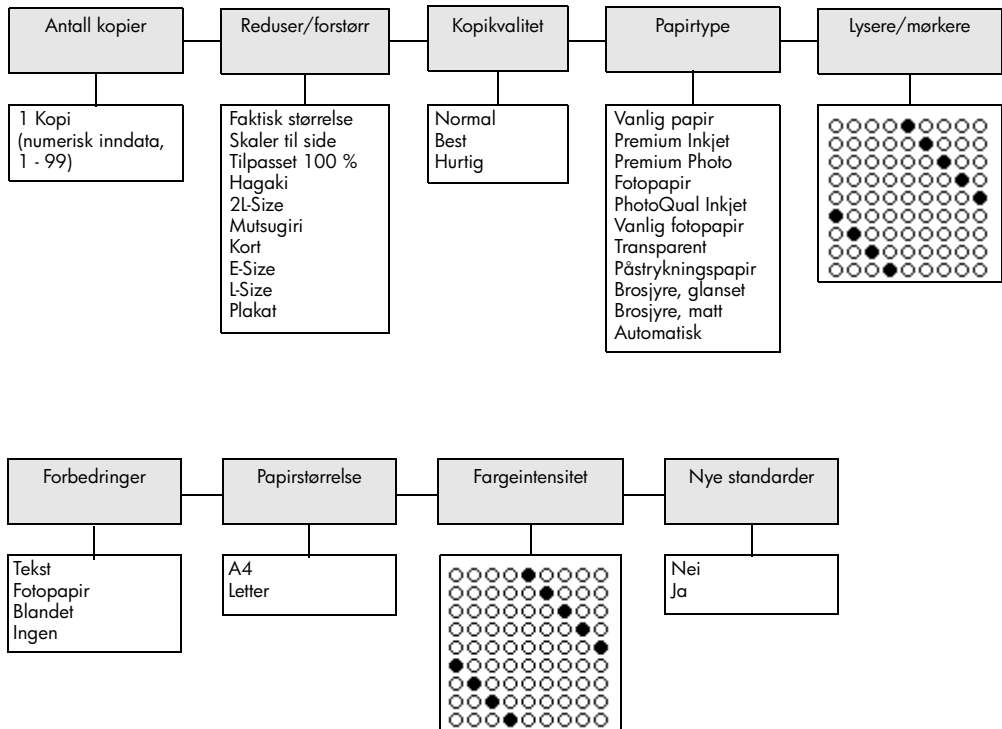 Antall kopier
Reduser/forstørr
Kopikvalitet
Papirtype
Lysere/mørkere
1 Kopi
(numerisk inndata,
1 - 99)
Faktisk størrelse
Skaler til side
Tilpasset 100 %
Hagaki
2L-Size
Mutsugiri
Kort
E-Size
L-Size
Plakat
Normal
Best
Hurtig
Vanlig papir
Premium Inkjet
Premium Photo
Fotopapir
PhotoQual Inkjet
Vanlig fotopapir
Transparent
Påstrykningspapir
Brosjyre, glanset
Brosjyre, matt
Automatisk
Forbedringer
Papirstørrelse
Fargeintensitet
Nye standarder
Tekst
Fotopapir
Blandet
Ingen
A4
Letter
Nei
Ja